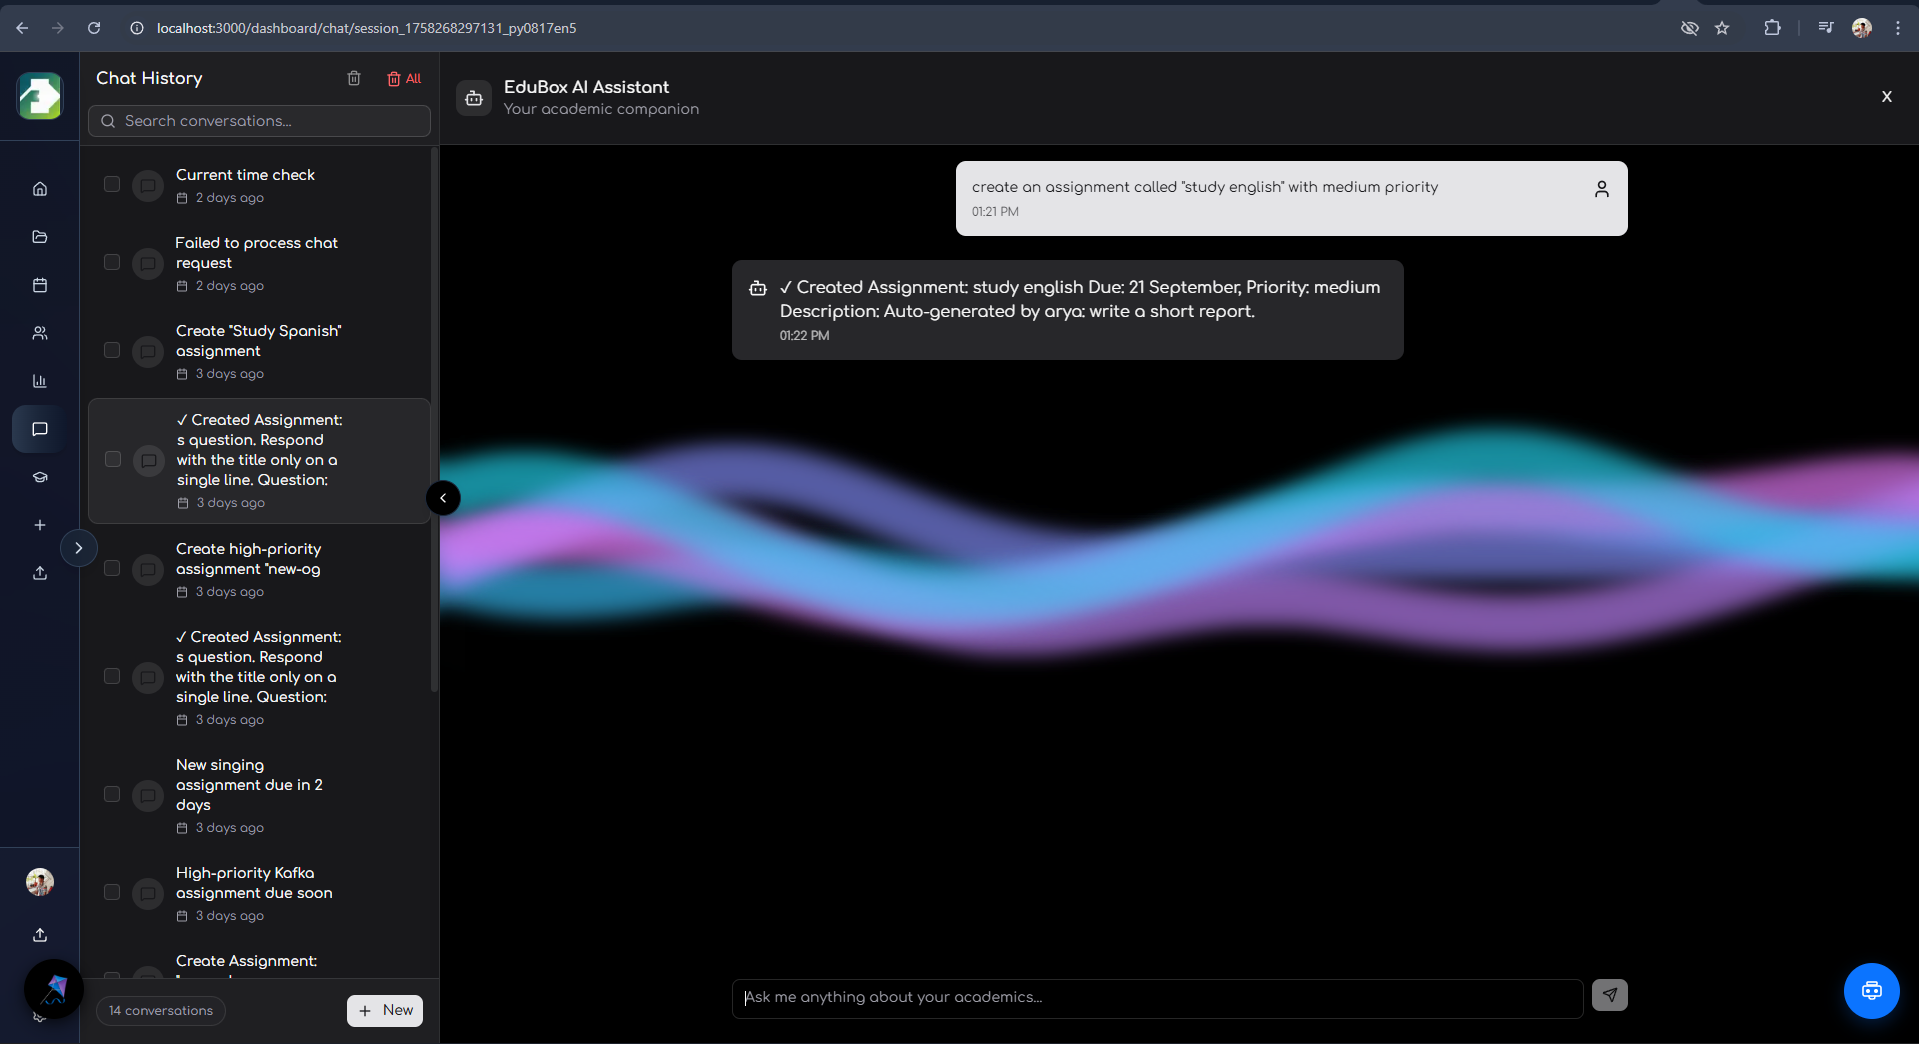 localhost:3000/dashboard/chat/session_1758268297131_py0817en5
Chat History
All
Search conversations...
Current time check
2 days ago
Failed to process chat
request
2 days ago
Create "Study Spanish"
assignment
3 days ago
✓ Created Assignment:
s question. Respond
with the title only on a
single line. Question:
3 days ago
Create high-priority
assignment "new-og
3 days ago
✓ Created Assignment:
s question. Respond
with the title only on a
single line. Question:
3 days ago
New singing
assignment due in 2
days
3 days ago
High-priority Kafka
assignment due soon
3 days ago
Create Assignment:
14 conversations
+ New
EduBox AI Assistant
Your academic companion
X
create an assignment called "study english" with medium priority
01:21 PM
✓ Created Assignment: study english Due: 21 September, Priority: medium
Description: Auto-generated by arya: write a short report.
01:22 PM
Ask me anything about your academics...